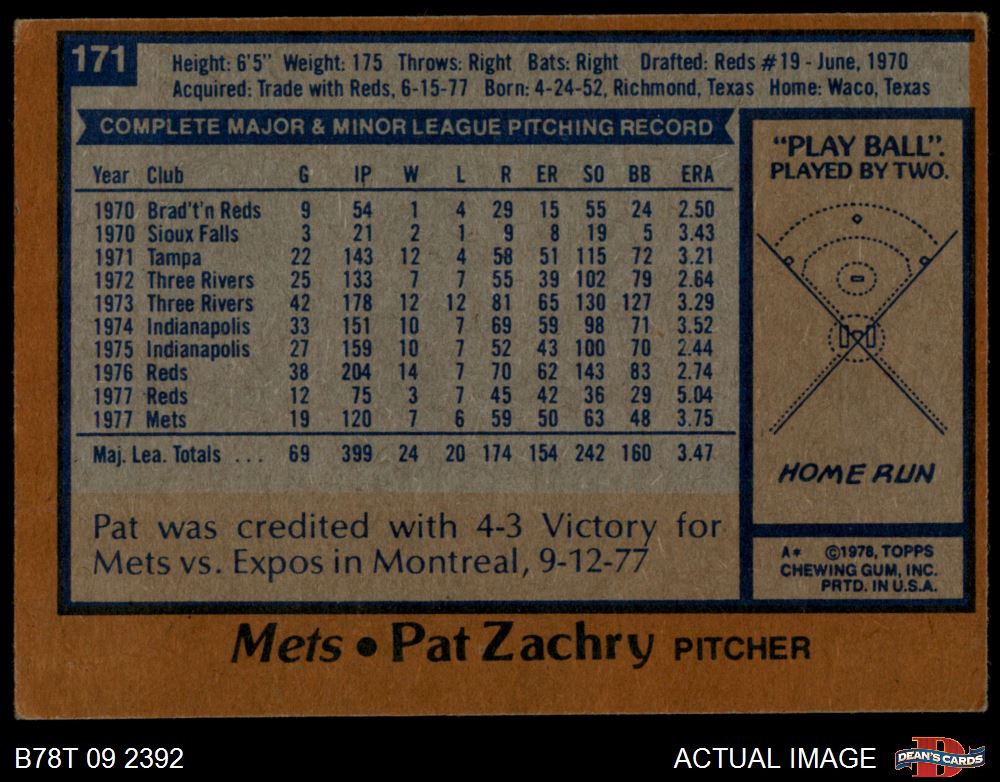 171
Height: 6'5" Weight: 175 Throws: Right Bats: Right Drafted: Reds #19 - June, 1970
Acquired: Trade with Reds, 6-15-77 Born: 4-24-52, Richmond, Texas Home: Waco, Texas
COMPLETE MAJOR & MINOR LEAGUE PITCHING RECORD
Year Club G IP W L R ER SO BB ERA
1970 Brad't'n Reds 9 54 1 4 29 15 55 24 2.50
1970 Sioux Falls 3 21 2 1 9 8 19 5 3.43
1971 Tampa 22 143 12 4 58 51 115 72 3.21
1972 Three Rivers 25 133 7 7 55 39 102 79 2.64
1973 Three Rivers 42 178 12 12 81 65 130 127 3.29
1974 Indianapolis 33 151 10 7 69 59 98 71 3.52
1975 Indianapolis 27 159 10 7 52 43 100 70 2.44
1976 Reds 38 204 14 7 70 62 143 83 2.74
1977 Reds 12 75 3 7 45 42 36 29 5.04
1977 Mets 19 120 7 6 59 50 63 48 3.75
Maj. Lea. Totals ... 69 399 24 20 174 154 242 160 3.47
Pat was credited with 4-3 Victory for
Mets vs. Expos in Montreal, 9-12-77
"PLAY BALL".
PLAYED BY TWO.
HOME RUN
A* ©1978, TOPPS
CHEWING GUM, INC.
PRTD. IN U.S.A.
Mets • Pat Zachry PITCHER
B78T 09 2392
ACTUAL IMAGE
D
DEAN'S CARDS